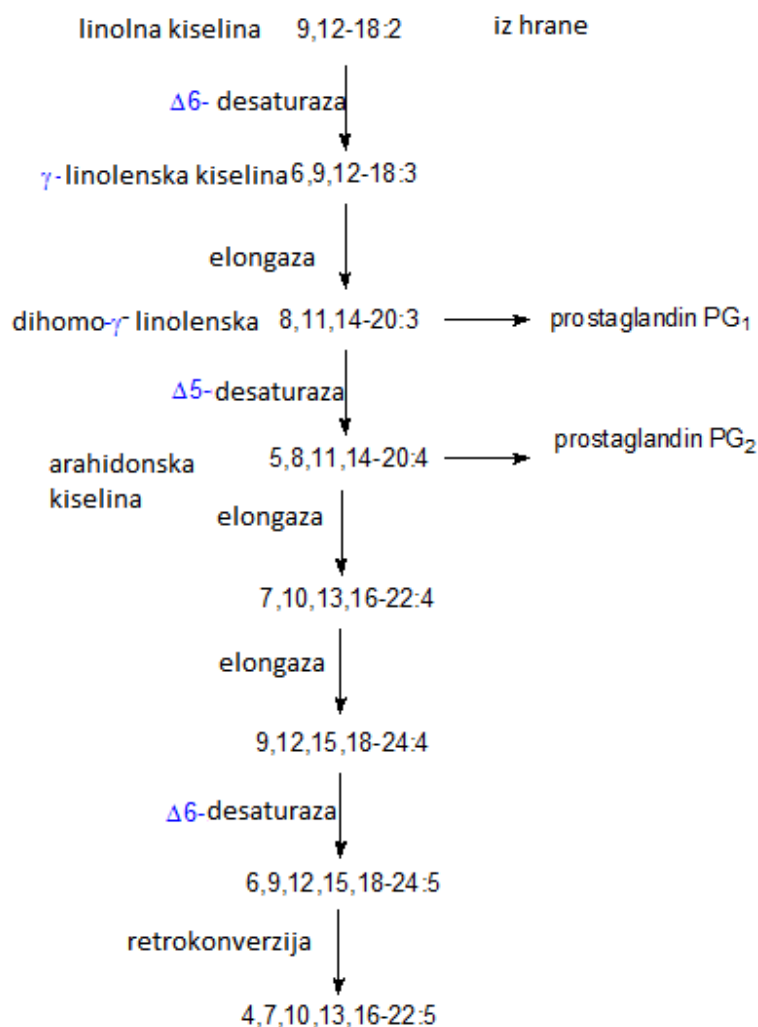 linolna kiselina 9,12-18:2 iz hrane
Δ6- desaturaza
γ-linolenska kiselina 6,9,12-18:3
elongaza
dihomo-γ- linolenska 8,11,14-20:3 prostaglandin PG₁
Δ5-desaturaza
5,8,11,14-20:4 prostaglandin PG₂
arahidonska
kiselina
elongaza
7,10,13,16-22:4
elongaza
9,12,15,18-24:4
Δ6-desaturaza
6,9,12,15,18-24:5
retrokonverzija
4,7,10,13,16-22:5